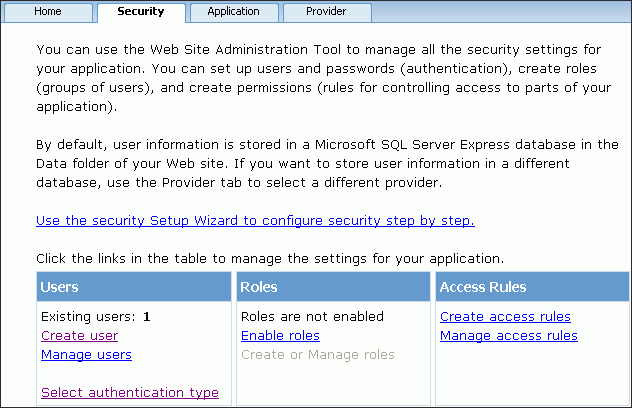 Home Security Application Provider
You can use the Web Site Administration Tool to manage all the security settings for
your application. You can set up users and passwords (authentication), create roles
(groups of users), and create permissions (rules for controlling access to parts of your
application).
By default, user information is stored in a Microsoft SQL Server Express database in the
Data folder of your Web site. If you want to store user information in a different
database, use the Provider tab to select a different provider.
Use the security Setup Wizard to configure security step by step.
Click the links in the table to manage the settings for your application.
Users
Existing users: 1
Create user
Manage users
Select authentication type
Roles
Roles are not enabled
Enable roles
Create or Manage roles
Access Rules
Create access rules
Manage access rules